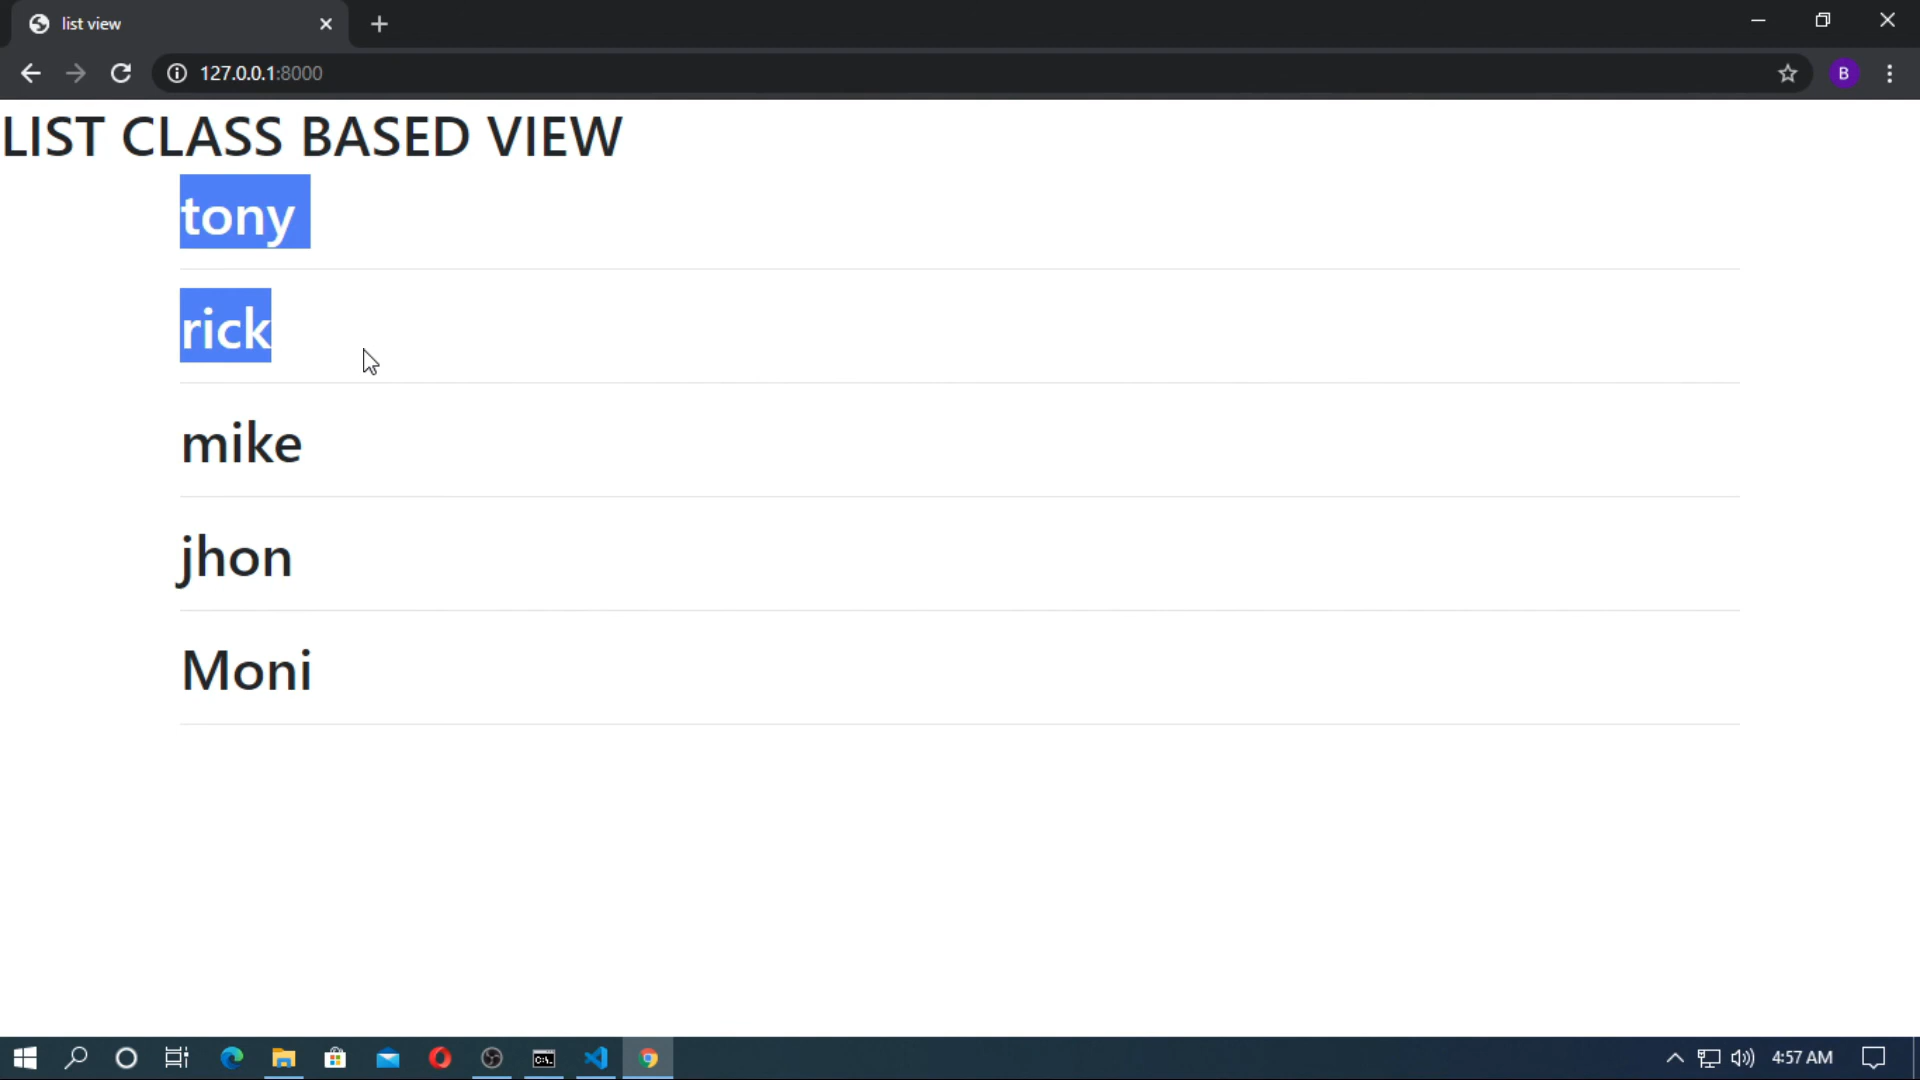 list view
127.0.0.1:8000
B
LIST CLASS BASED VIEW
tony
rick
mike
jhon
Moni
4:57 AM